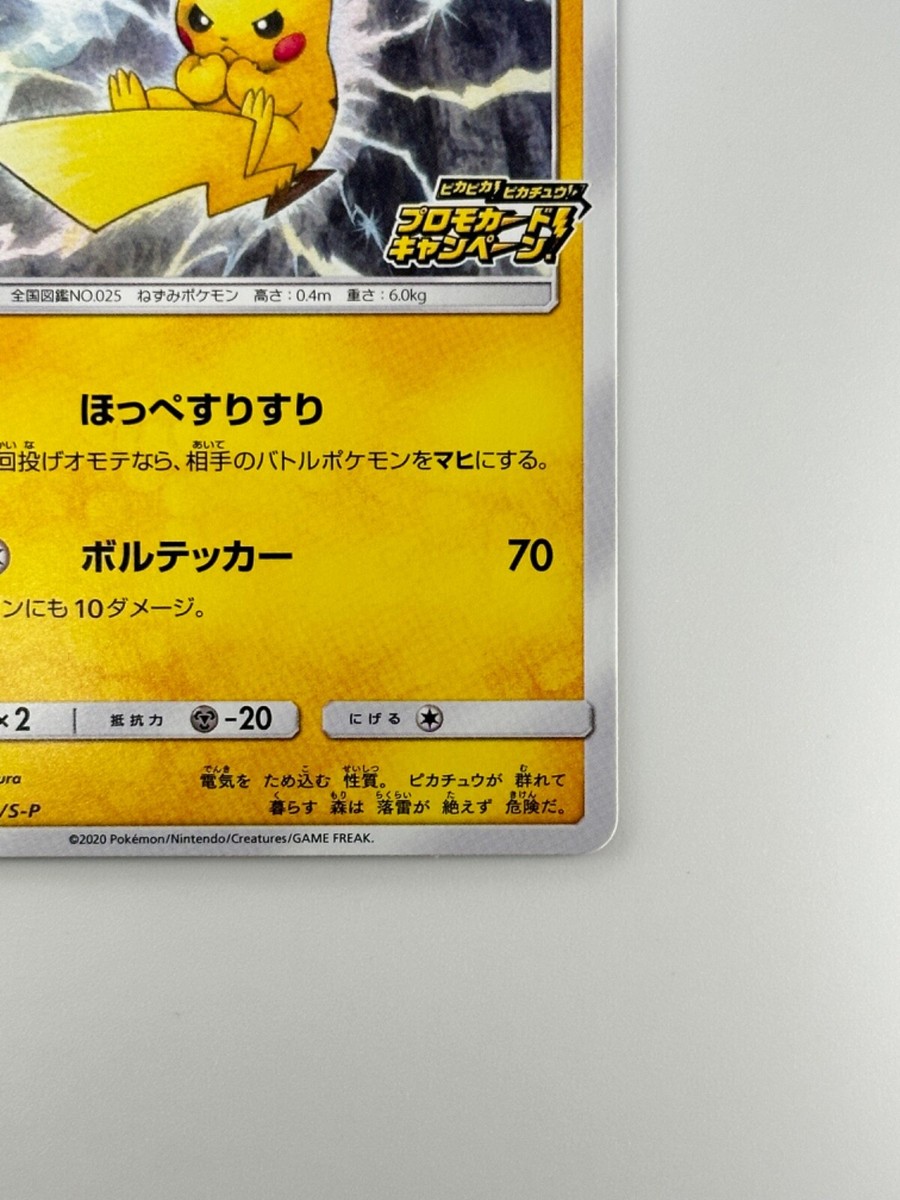 ピカピカ! ピカチュウ!
プロモカード
キャンペーン!
全国図鑑NO.025 ねずみポケモン 高さ:0.4m 重さ:6.0kg
ほっぺすりすり
回投げオモテなら、相手のバトルポケモンをマヒにする。
ボルテッカー 70
ンにも10ダメージ。
×2 抵抗力 -20 にげる
ura
電気を ため込む 性質。 ピカチュウが 群れて
/S-P
暮らす 森は 落雷が 絶えず 危険だ。
©2020 Pokémon/Nintendo/Creatures/GAME FREAK.